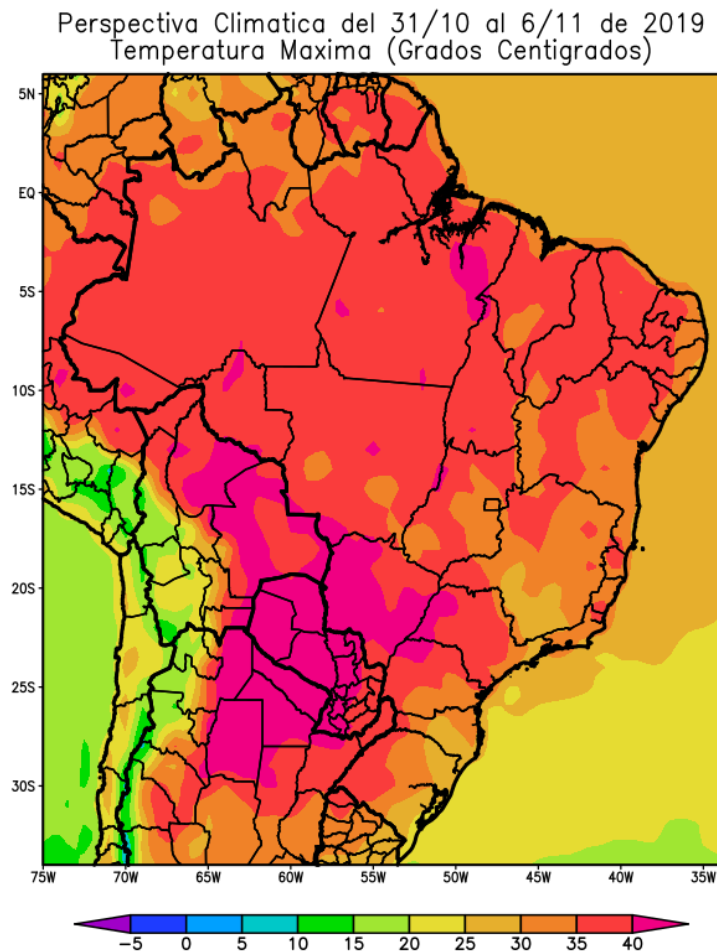 Perspectiva Climatica del 31/10 al 6/11 de 2019
Temperatura Maxima (Grados Centigrados)
5N
EQ
5S
10S
15S
20S
25S
30S
75W 70W 65W 60W 55W 50W 45W 40W 35W
-5 0 5 10 15 20 25 30 35 40